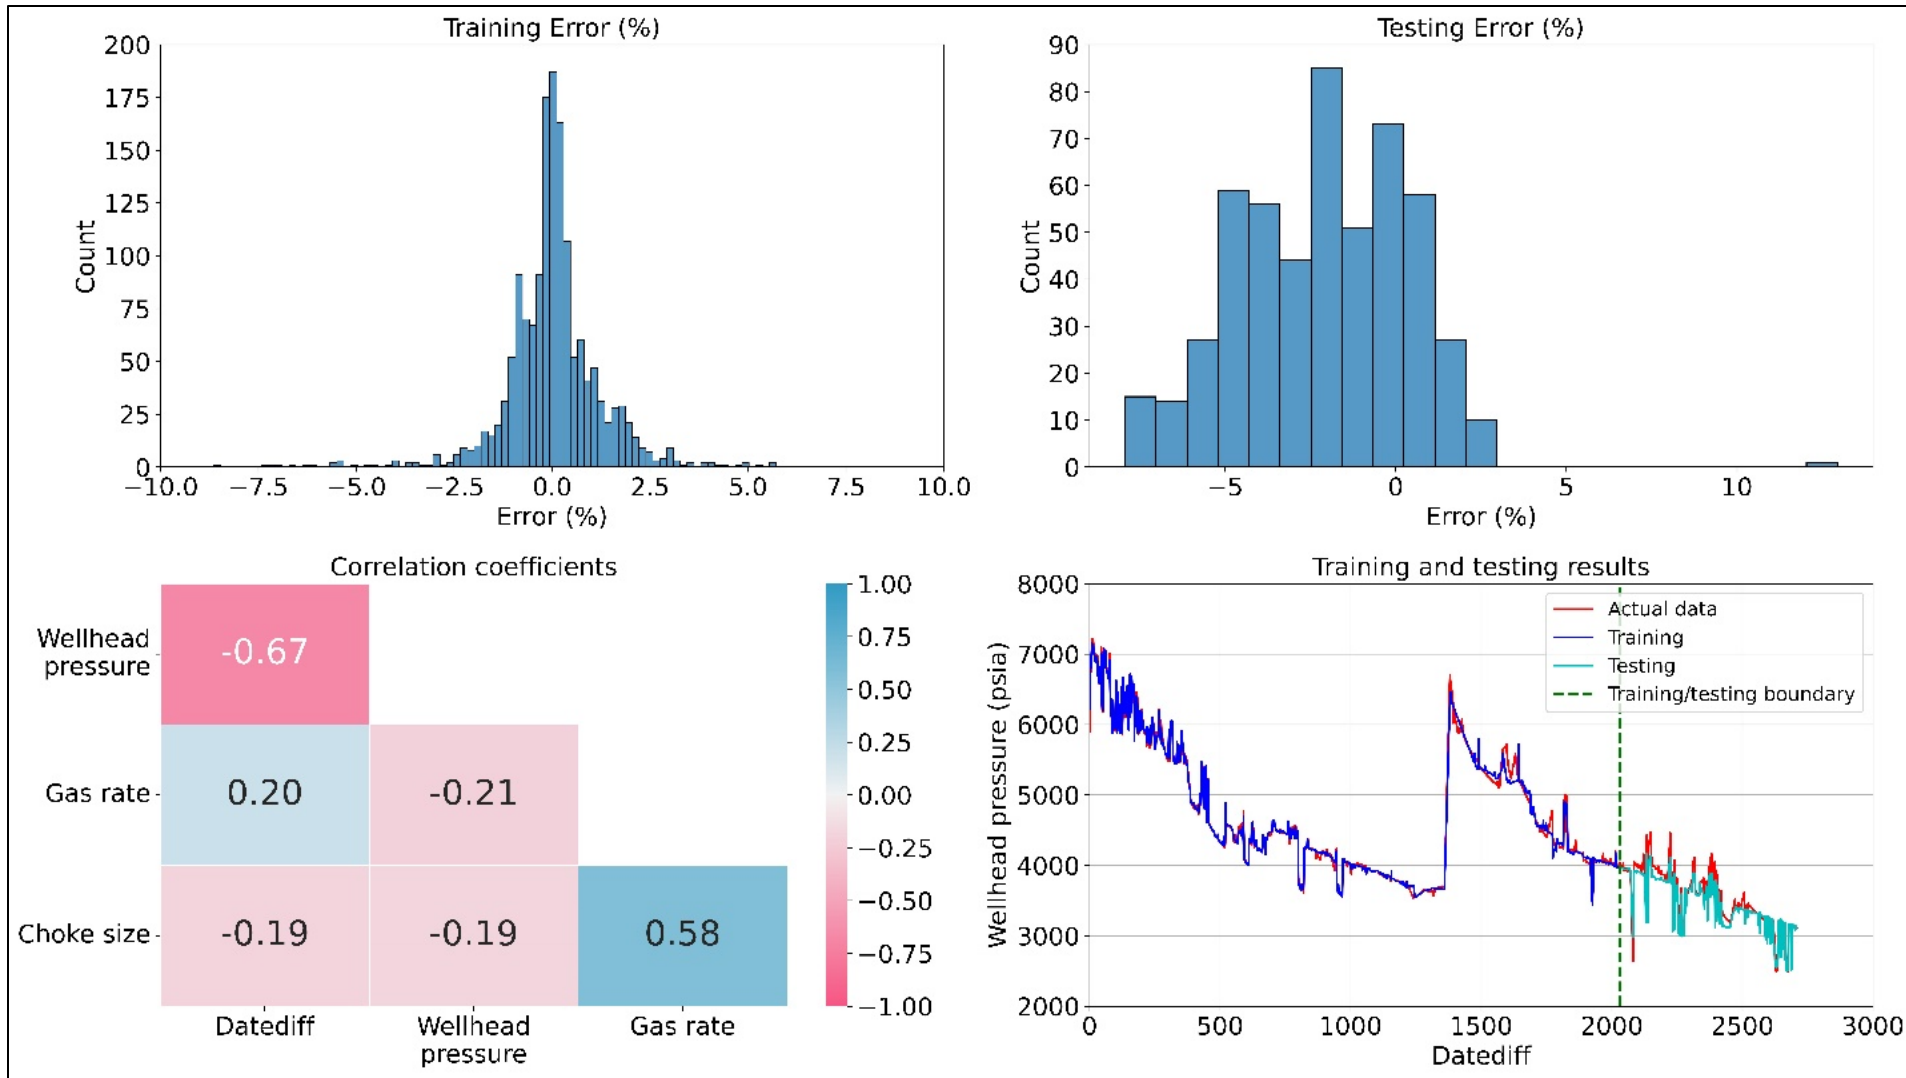 Training Error (%)
200
175
150
125
100
75
50
25
0
Count
−10.0 −7.5 −5.0 −2.5 0.0 2.5 5.0 7.5 10.0
Error (%)
Testing Error (%)
90
80
70
60
50
40
30
20
10
0
Count
−5 0 5 10
Error (%)
Correlation coefficients
Wellhead
pressure
Gas rate
Choke size
-0.67
0.20 -0.21
-0.19 -0.19 0.58
Datediff Wellhead
pressure Gas rate
1.00
0.75
0.50
0.25
0.00
−0.25
−0.50
−0.75
−1.00
Training and testing results
8000
7000
6000
5000
4000
3000
2000
Wellhead pressure (psia)
Actual data
Training
Testing
Training/testing boundary
0 500 1000 1500 2000 2500 3000
Datediff